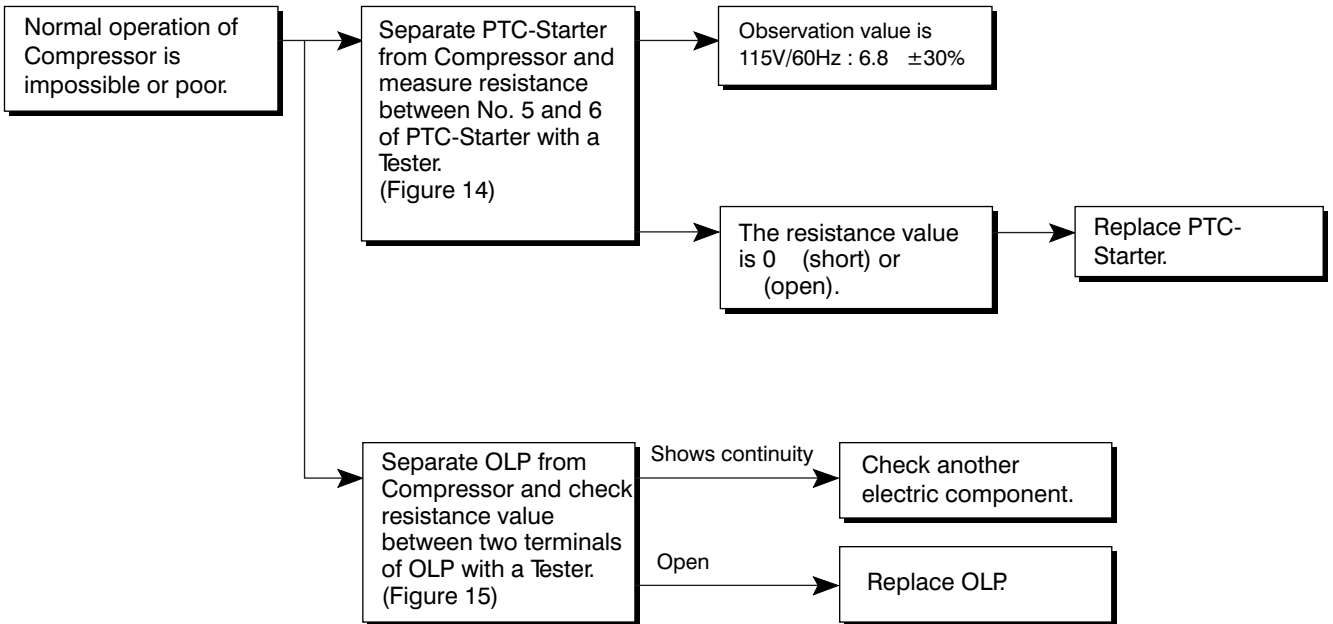 Normal operation of
Compressor is
impossible or poor.
Separate PTC-Starter
from Compressor and
measure resistance
between No. 5 and 6
of PTC-Starter with a
Tester.
(Figure 14)
Observation value is
115V/60Hz : 6.8 ±30%
The resistance value
is 0 (short) or
(open).
Replace PTC-
Starter.
Separate OLP from
Compressor and check
resistance value
between two terminals
of OLP with a Tester.
(Figure 15)
Shows continuity
Check another
electric component.
Open
Replace OLP.